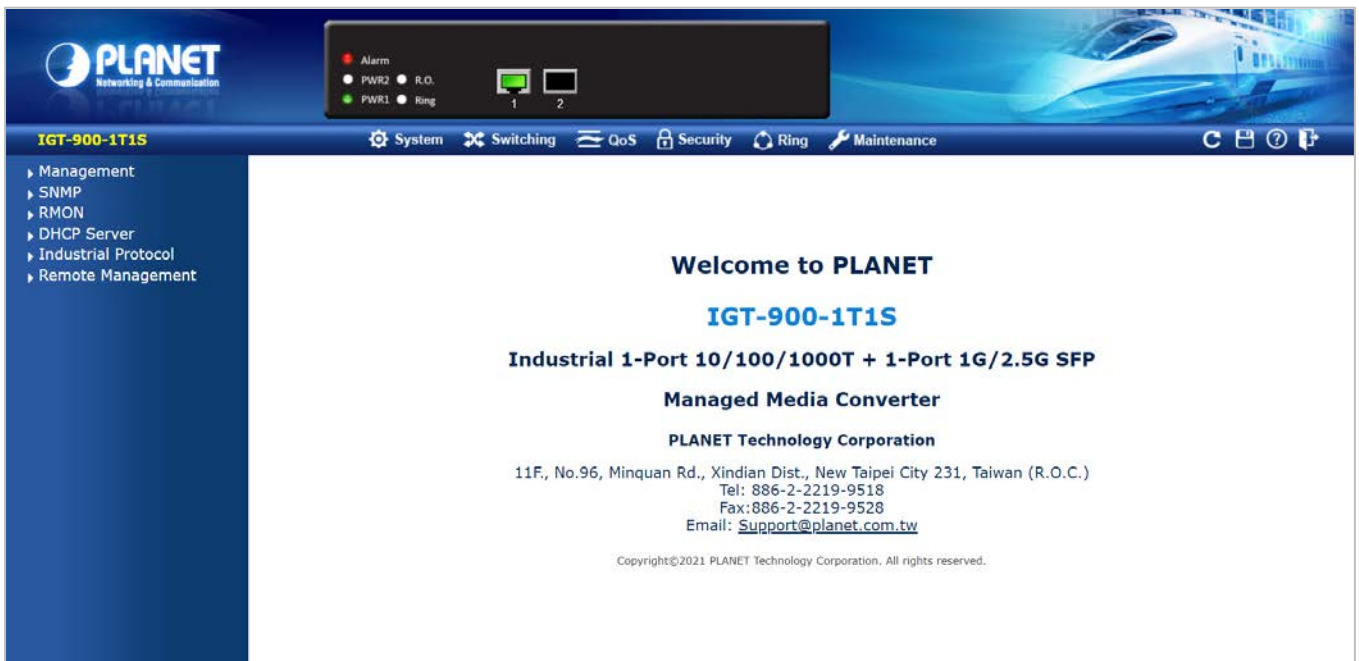 PLANET
Networking & Communication
Alarm
PWR2 R.O.
PWR1 Ring
1 2
IGT-900-1T1S
System Switching QoS Security Ring Maintenance
Management
SNMP
RMON
DHCP Server
Industrial Protocol
Remote Management
Welcome to PLANET
IGT-900-1T1S
Industrial 1-Port 10/100/1000T + 1-Port 1G/2.5G SFP
Managed Media Converter
PLANET Technology Corporation
11F., No.96, Minquan Rd., Xindian Dist., New Taipei City 231, Taiwan (R.O.C.)
Tel: 886-2-2219-9518
Fax:886-2-2219-9528
Email: Support@planet.com.tw
Copyright©2021 PLANET Technology Corporation. All rights reserved.